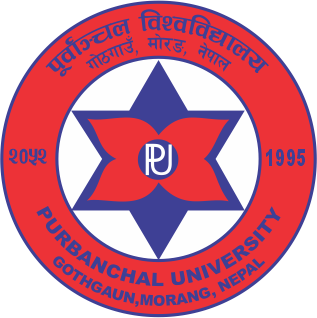 पूर्वाञ्चल विश्वविद्यालय
गोठगाउँ, मोरङ, नेपाल
२०५२
1995
PU
PURBANCHAL UNIVERSITY
GOTHGAUN,MORANG, NEPAL